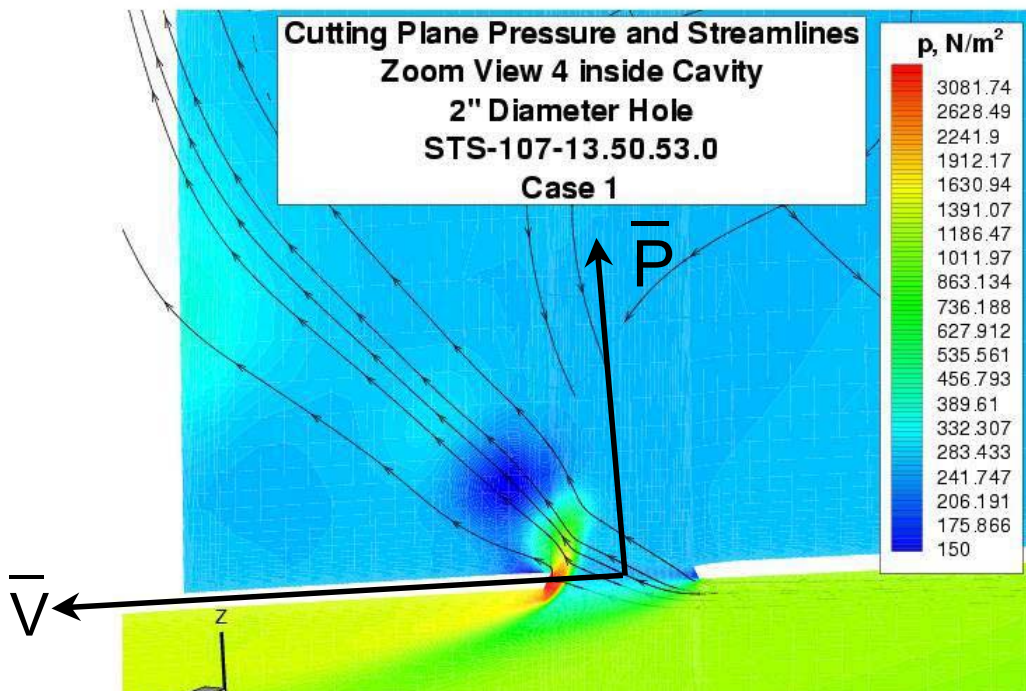 Cutting Plane Pressure and Streamlines
Zoom View 4 inside Cavity
2" Diameter Hole
STS-107-13.50.53.0
Case 1
p, N/m²
3081.74
2628.49
2241.9
1912.17
1630.94
1391.07
1186.47
1011.97
863.134
736.188
627.912
535.561
456.793
389.61
332.307
283.433
241.747
206.191
175.866
150
P̅
V̅
Z